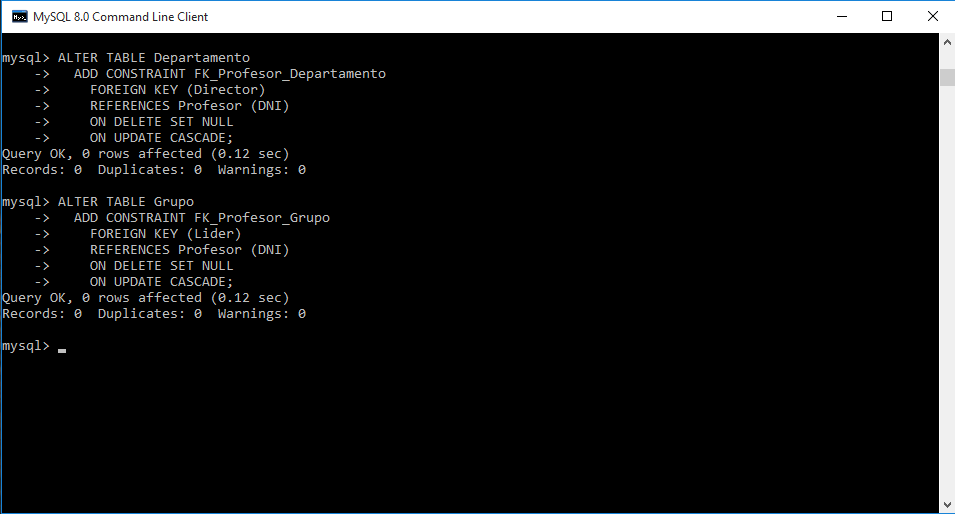 MySQL 8.0 Command Line Client
mysql> ALTER TABLE Departamento
    ->   ADD CONSTRAINT FK_Profesor_Departamento
    ->     FOREIGN KEY (Director)
    ->     REFERENCES Profesor (DNI)
    ->     ON DELETE SET NULL
    ->     ON UPDATE CASCADE;
Query OK, 0 rows affected (0.12 sec)
Records: 0  Duplicates: 0  Warnings: 0
mysql> ALTER TABLE Grupo
    ->   ADD CONSTRAINT FK_Profesor_Grupo
    ->     FOREIGN KEY (Lider)
    ->     REFERENCES Profesor (DNI)
    ->     ON DELETE SET NULL
    ->     ON UPDATE CASCADE;
Query OK, 0 rows affected (0.12 sec)
Records: 0  Duplicates: 0  Warnings: 0
mysql>